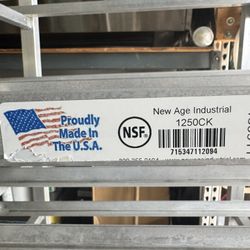 Proudly
Made In
The U.S.A.
NSF®
New Age Industrial
1250CK
715347112094